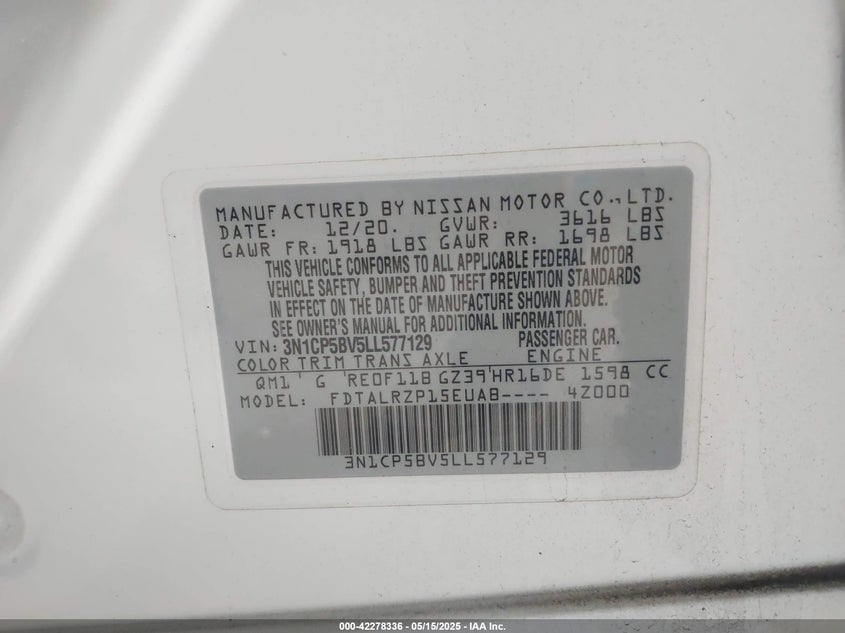 MANUFACTURED BY NISSAN MOTOR CO., LTD.
DATE: 12/20. GVWR: 3616 LBS
GAWR FR: 1918 LBS GAWR RR: 1698 LBS
THIS VEHICLE CONFORMS TO ALL APPLICABLE FEDERAL MOTOR
VEHICLE SAFETY, BUMPER AND THEFT PREVENTION STANDARDS
IN EFFECT ON THE DATE OF MANUFACTURE SHOWN ABOVE.
SEE OWNER'S MANUAL FOR ADDITIONAL INFORMATION.
VIN: 3N1CP5BV5LL577129 PASSENGER CAR.
COLOR TRIM TRANS AXLE ENGINE
QM1 G RE0F11B GZ39 HR16DE 1598 CC
MODEL: FDTALRZP15EUAB---- 4Z000
3N1CP5BV5LL577129
000-42278336 - 05/15/2025 - IAA Inc.